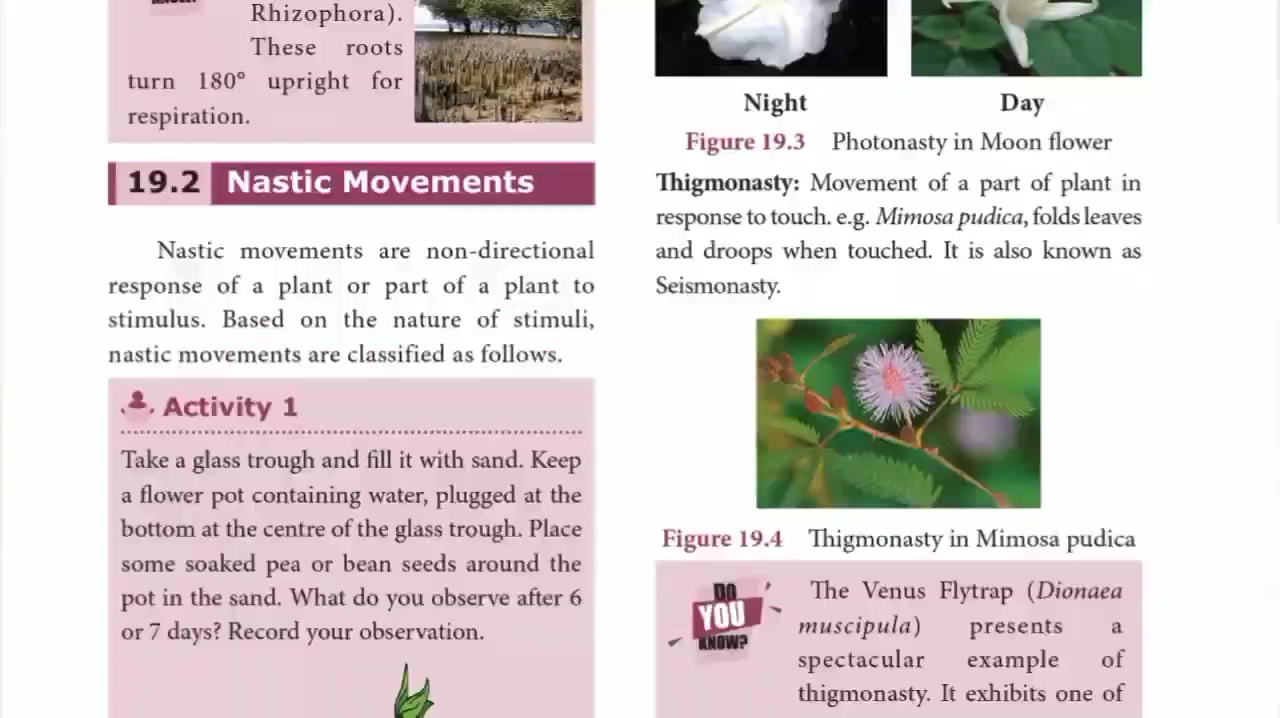 Rhizophora).
These roots
turn 180° upright for
respiration.
19.2 Nastic Movements
Nastic movements are non-directional
response of a plant or part of a plant to
stimulus. Based on the nature of stimuli,
nastic movements are classified as follows.
Activity 1
Take a glass trough and fill it with sand. Keep
a flower pot containing water, plugged at the
bottom at the centre of the glass trough. Place
some soaked pea or bean seeds around the
pot in the sand. What do you observe after 6
or 7 days? Record your observation.
Night
Day
Figure 19.3 Photonasty in Moon flower
Thigmonasty: Movement of a part of plant in
response to touch. e.g. Mimosa pudica, folds leaves
and droops when touched. It is also known as
Seismonasty.
Figure 19.4 Thigmonasty in Mimosa pudica
DO
YOU
KNOW?
The Venus Flytrap (Dionaea
muscipula) presents a
spectacular example of
thigmonasty. It exhibits one of